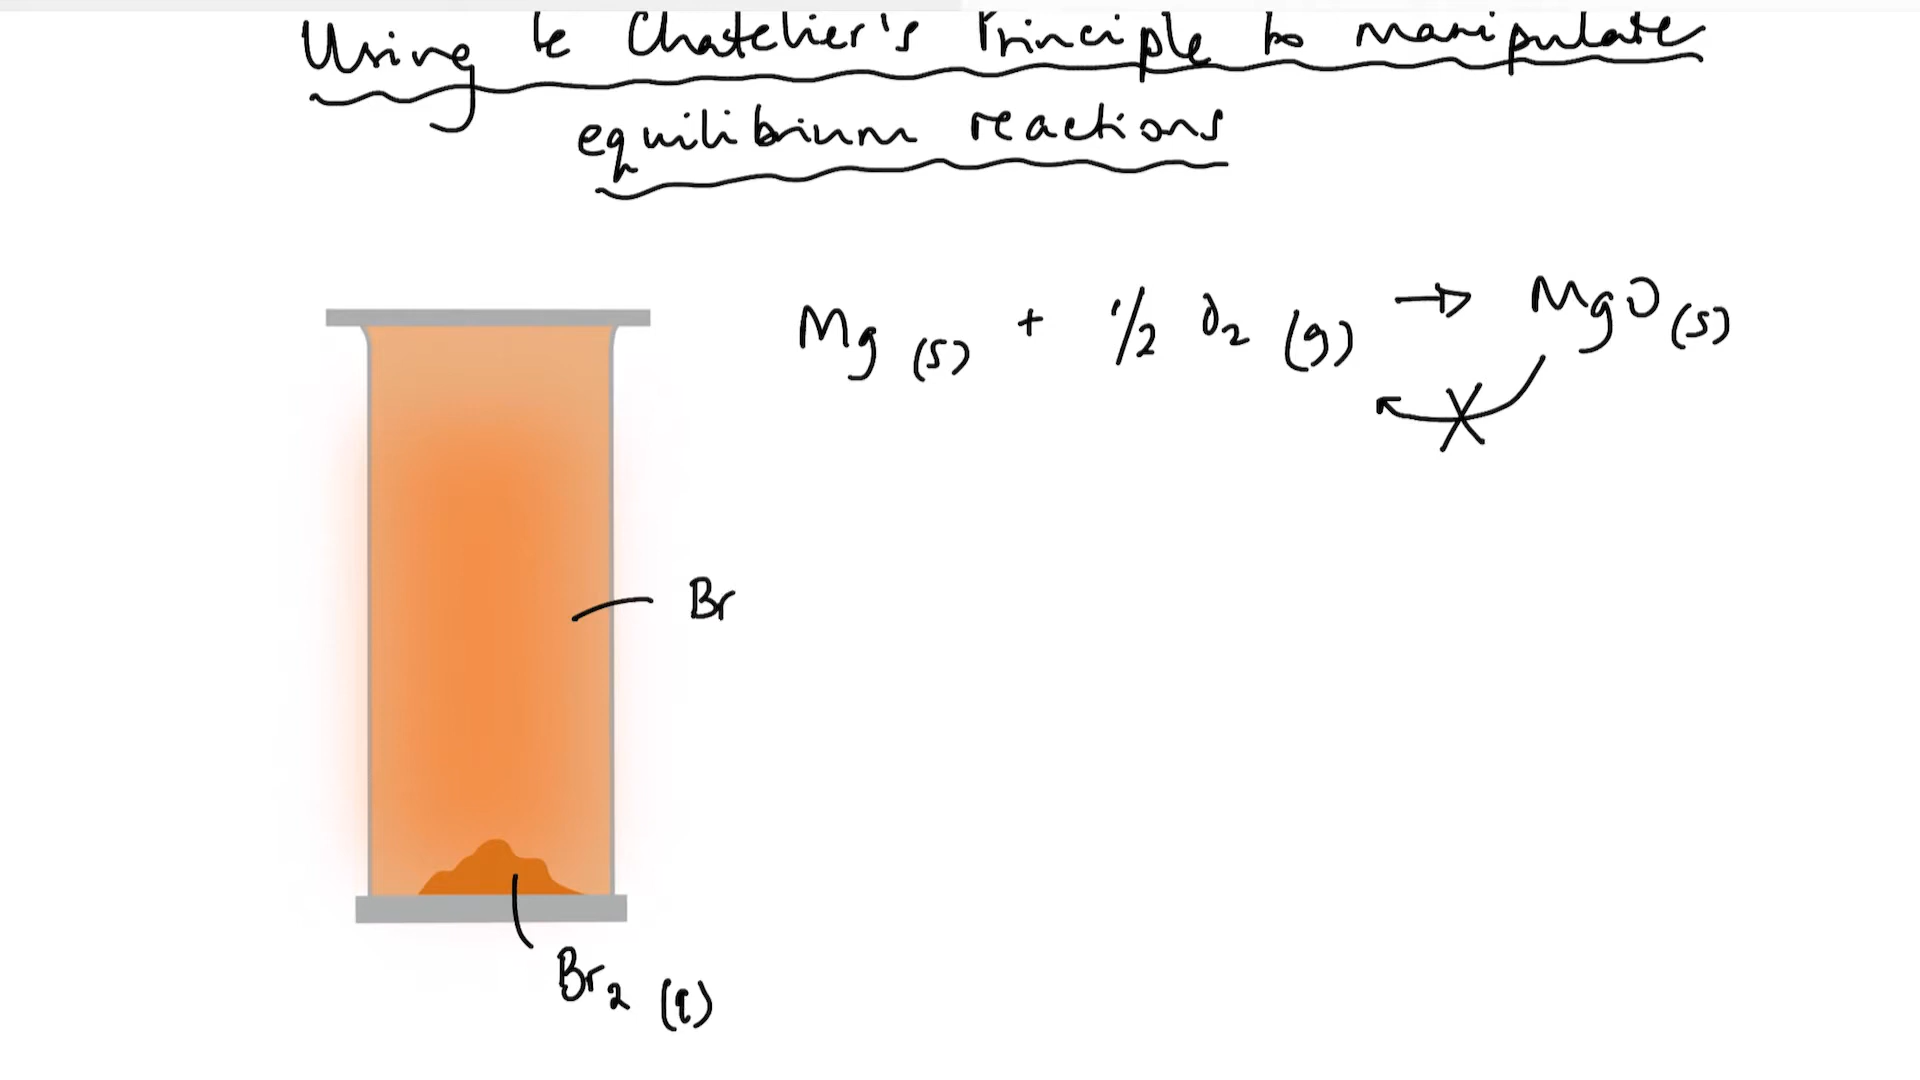 Using le Chatelier's Principle to manipulate
equilibrium reactions
Mg (s) + 1/2 O2 (g) → MgO (s)
Br
Br2 (l)